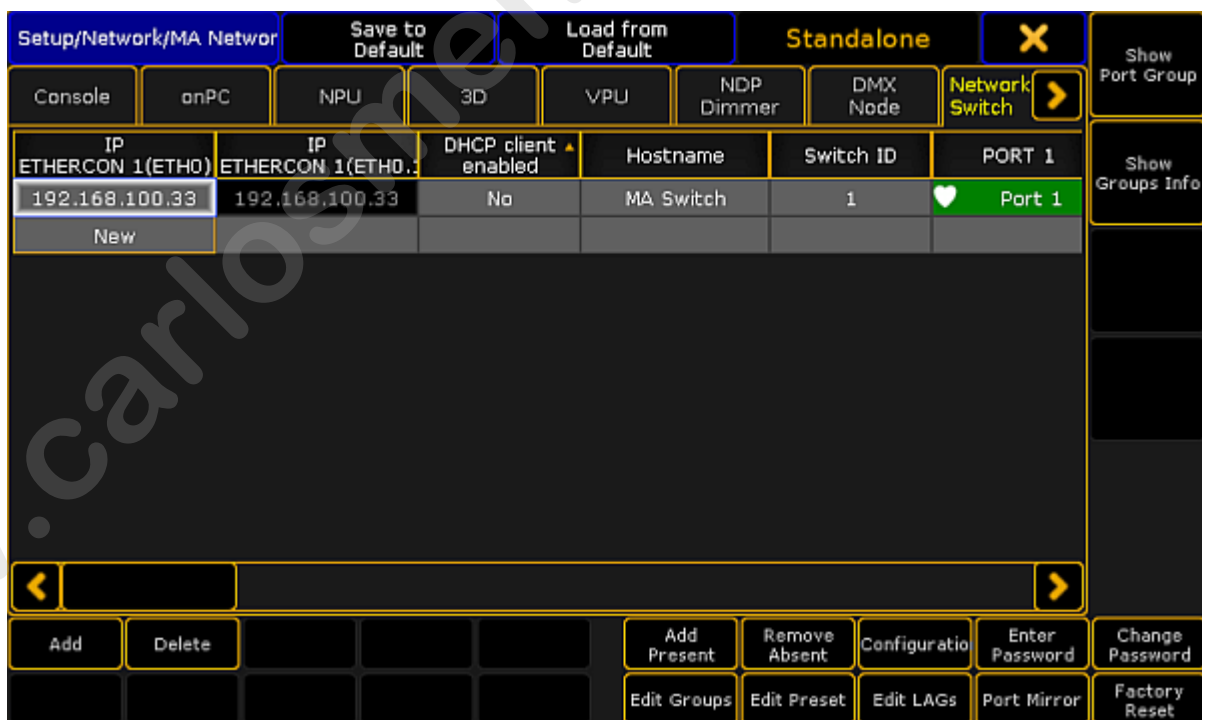 Setup/Network/MA Networ
Save to
Default
Load from
Default
Standalone
Show
Port Group
Console
onPC
NPU
3D
VPU
NDP
Dimmer
DMX
Node
Network
Switch
IP
ETHERCON 1(ETH0)
IP
ETHERCON 1(ETH0.:
DHCP client
enabled
Hostname
Switch ID
PORT 1
Show
Groups Info
192.168.100.33
192.168.100.33
No
MA Switch
1
Port 1
New
.carlosme
Add
Delete
Add
Present
Remove
Absent
Configuratio
Enter
Password
Change
Password
Edit Groups
Edit Preset
Edit LAGs
Port Mirror
Factory
Reset